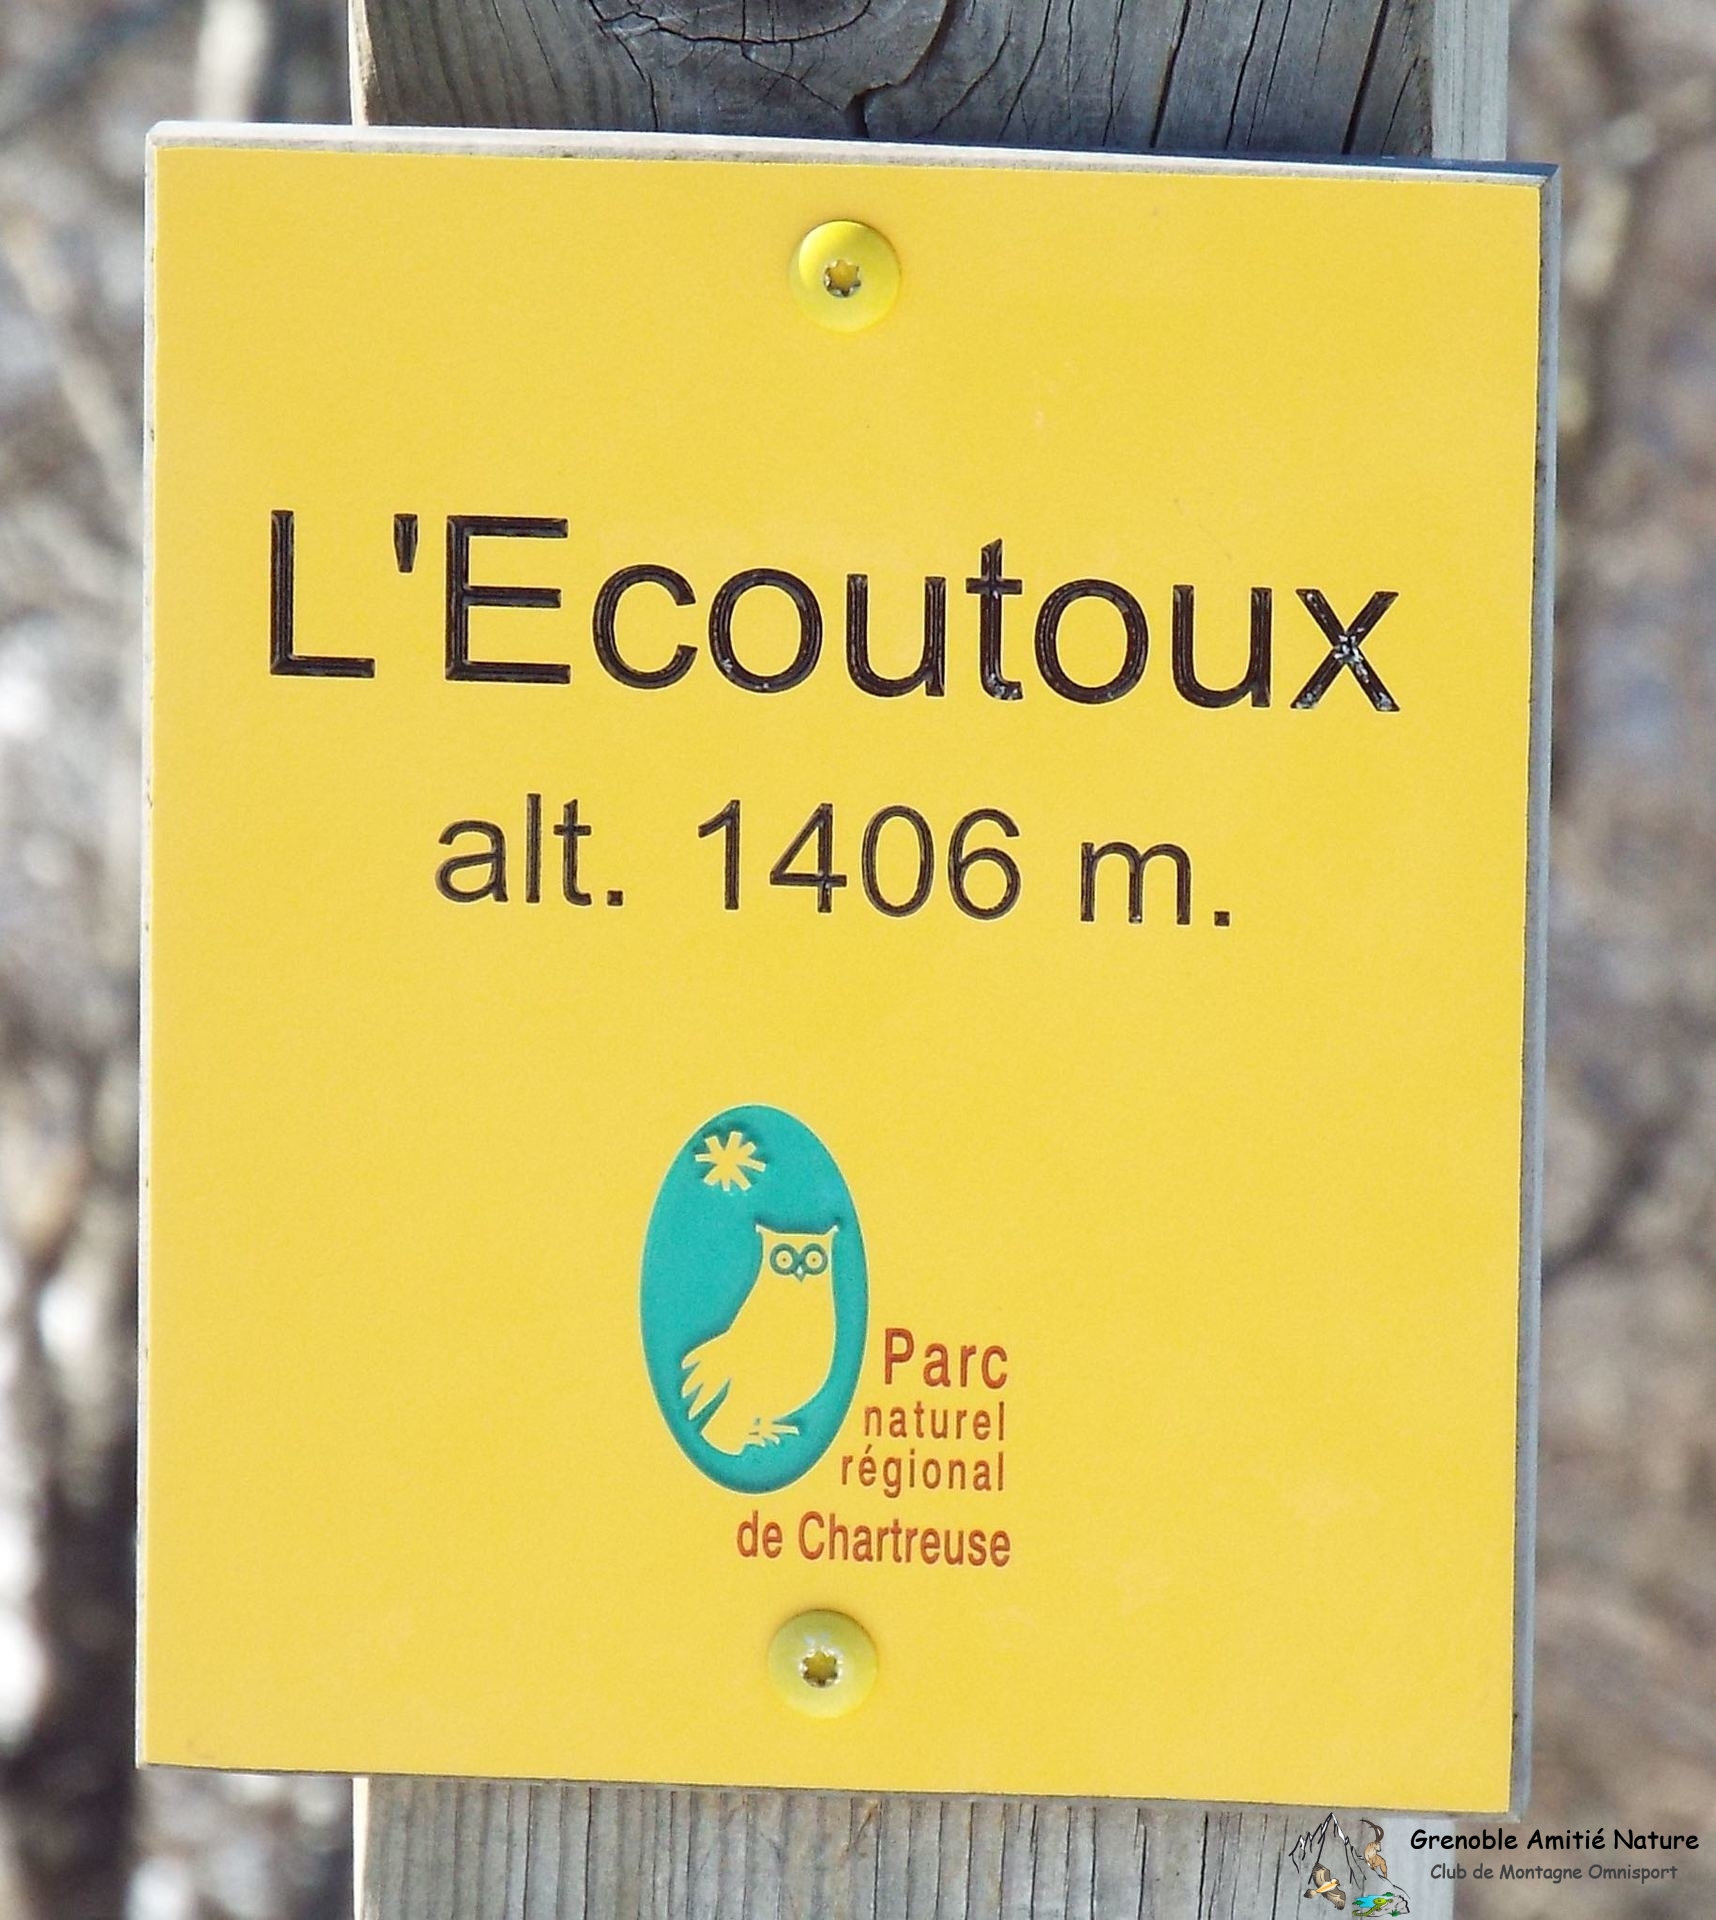 L'Ecoutoux
alt. 1406 m.
Parc
naturel
régional
de Chartreuse
Grenoble Amitié Nature
Club de Montagne Omnisport